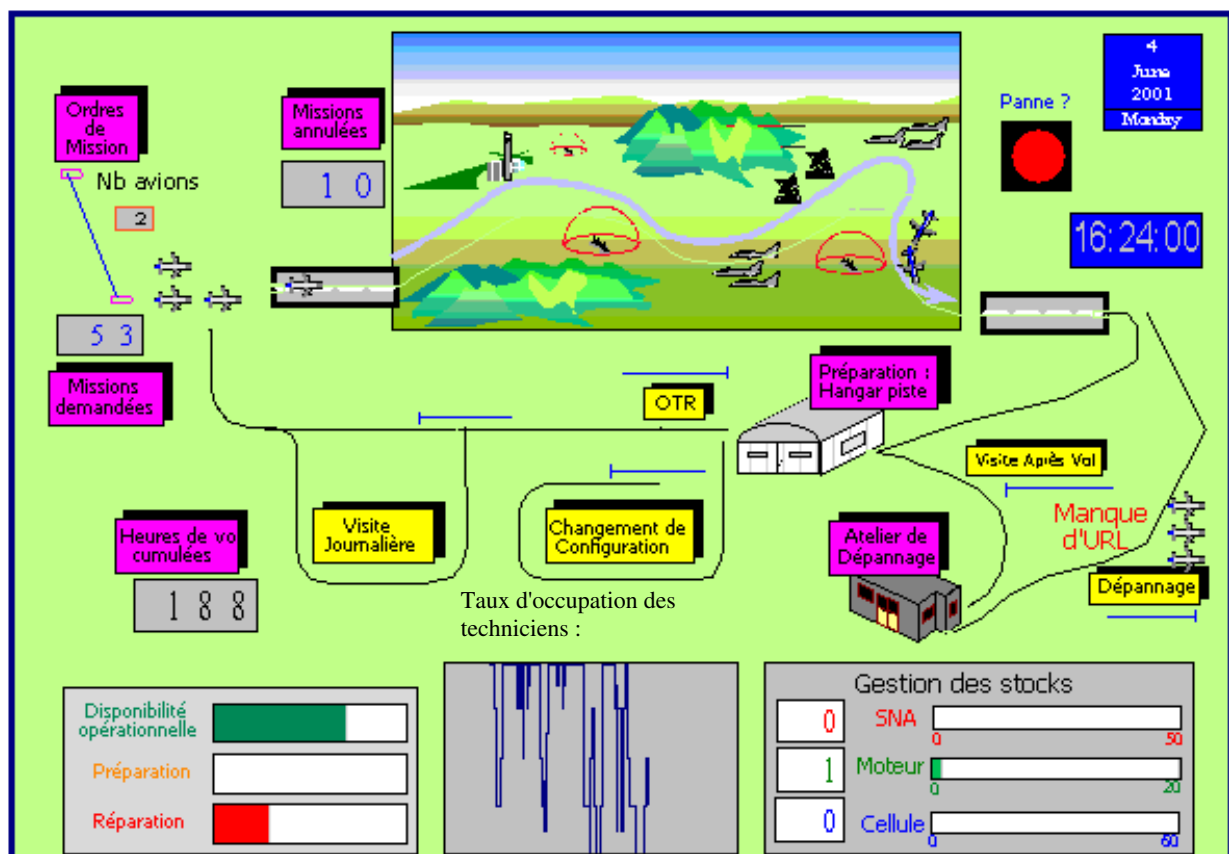 Ordres
de
Mission
Nb avions
2
5 3
Missions
demandées
Missions
annulées
1 0
Panne ?
4
June
2001
Monday
16:24:00
Préparation :
Hangar piste
OTR
Visite Après Vol
Manque
d'URL
Dépannage
Atelier de
Dépannage
Visite
Journalière
Changement de
Configuration
Heures de vo
cumulées
1 8 8
Taux d'occupation des
techniciens :
Disponibilité
opérationnelle
Préparation
Réparation
Gestion des stocks
0 SNA
0 50
1 Moteur
0 20
0 Cellule
0 60